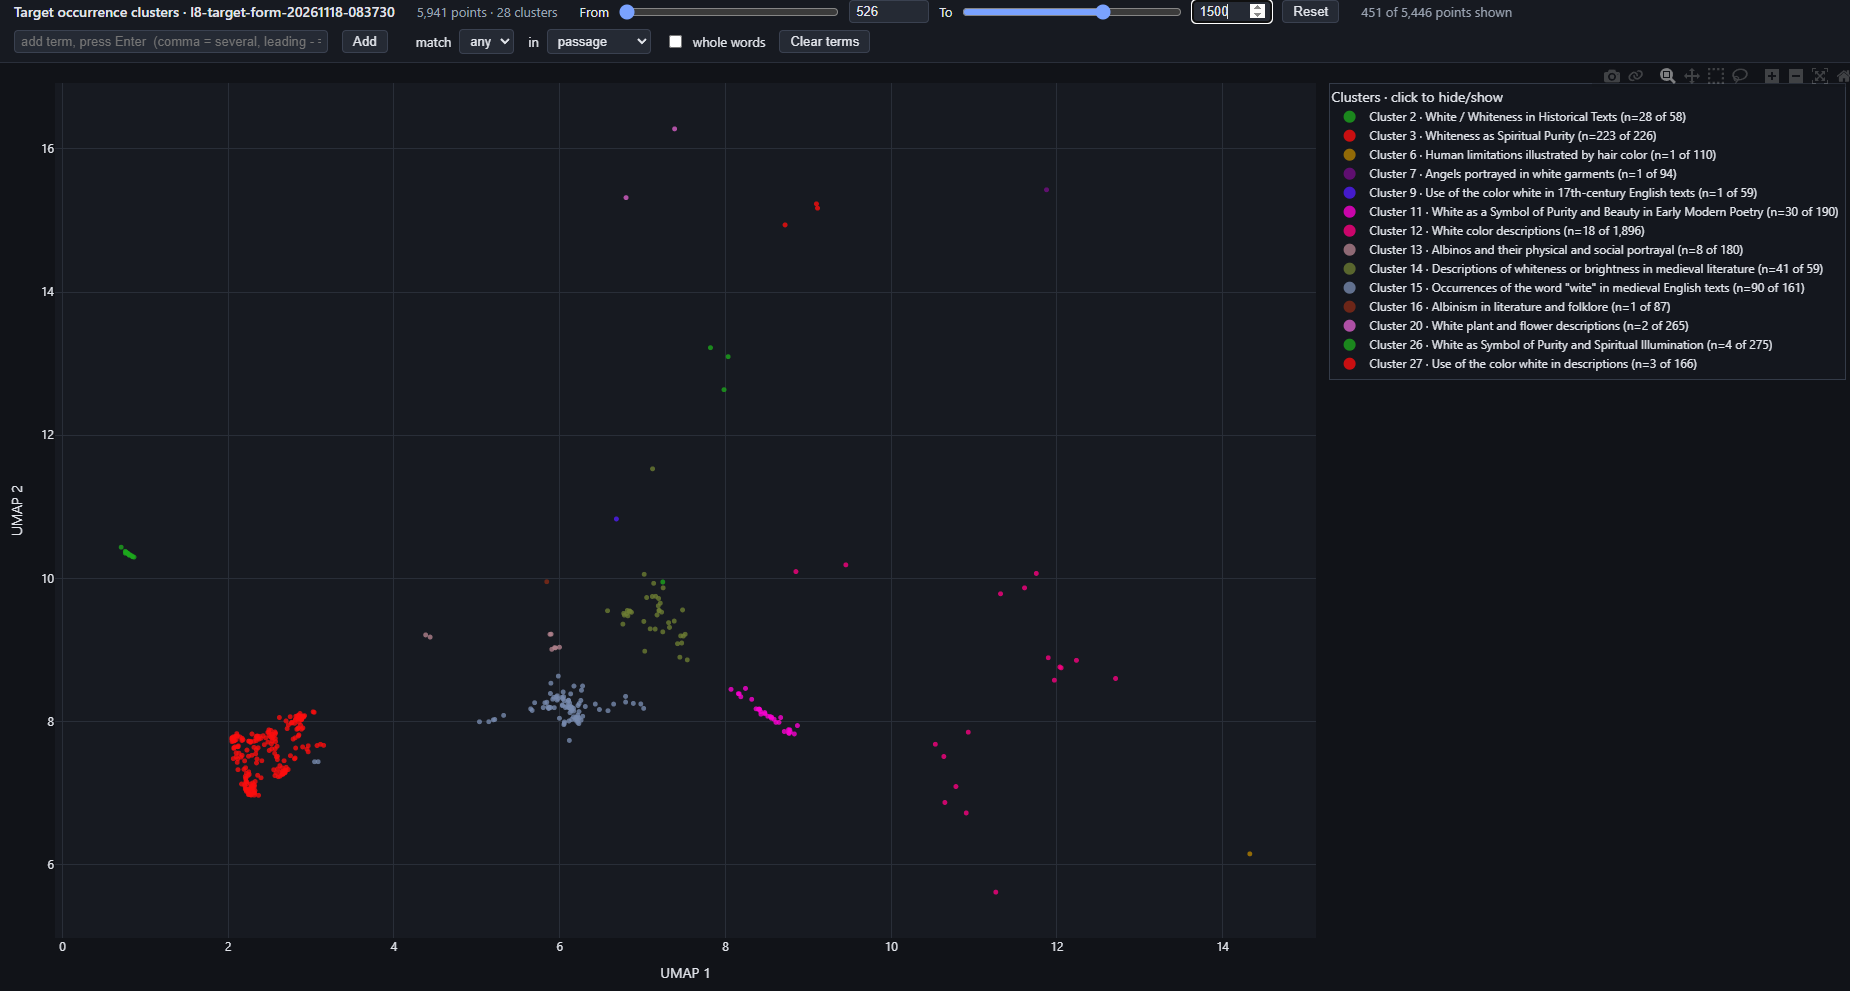 Target occurrence clusters · l8-target-form-20261118-083730 5,941 points · 28 clusters From 526 To 1500 Reset 451 of 5,446 points shown
add term, press Enter (comma = several, leading - = Add match any in passage whole words Clear terms
Clusters · click to hide/show
Cluster 2 · White / Whiteness in Historical Texts (n=28 of 58)
Cluster 3 · Whiteness as Spiritual Purity (n=223 of 226)
Cluster 6 · Human limitations illustrated by hair color (n=1 of 110)
Cluster 7 · Angels portrayed in white garments (n=1 of 94)
Cluster 9 · Use of the color white in 17th-century English texts (n=1 of 59)
Cluster 11 · White as a Symbol of Purity and Beauty in Early Modern Poetry (n=30 of 190)
Cluster 12 · White color descriptions (n=18 of 1,896)
Cluster 13 · Albinos and their physical and social portrayal (n=8 of 180)
Cluster 14 · Descriptions of whiteness or brightness in medieval literature (n=41 of 59)
Cluster 15 · Occurrences of the word "wite" in medieval English texts (n=90 of 161)
Cluster 16 · Albinism in literature and folklore (n=1 of 87)
Cluster 20 · White plant and flower descriptions (n=2 of 265)
Cluster 26 · White as Symbol of Purity and Spiritual Illumination (n=4 of 275)
Cluster 27 · Use of the color white in descriptions (n=3 of 166)
16
14
12
10
8
6
UMAP 2
0 2 4 6 8 10 12 14
UMAP 1